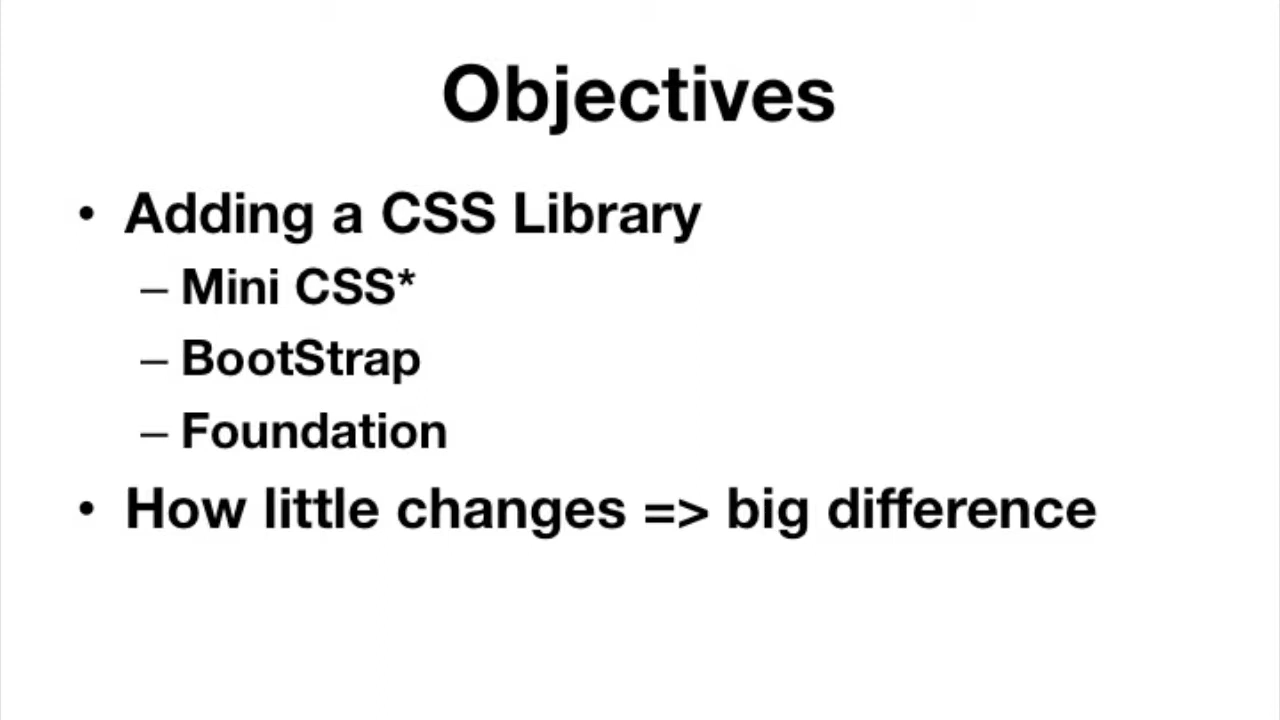 Objectives
• Adding a CSS Library
– Mini CSS*
– BootStrap
– Foundation
• How little changes => big difference